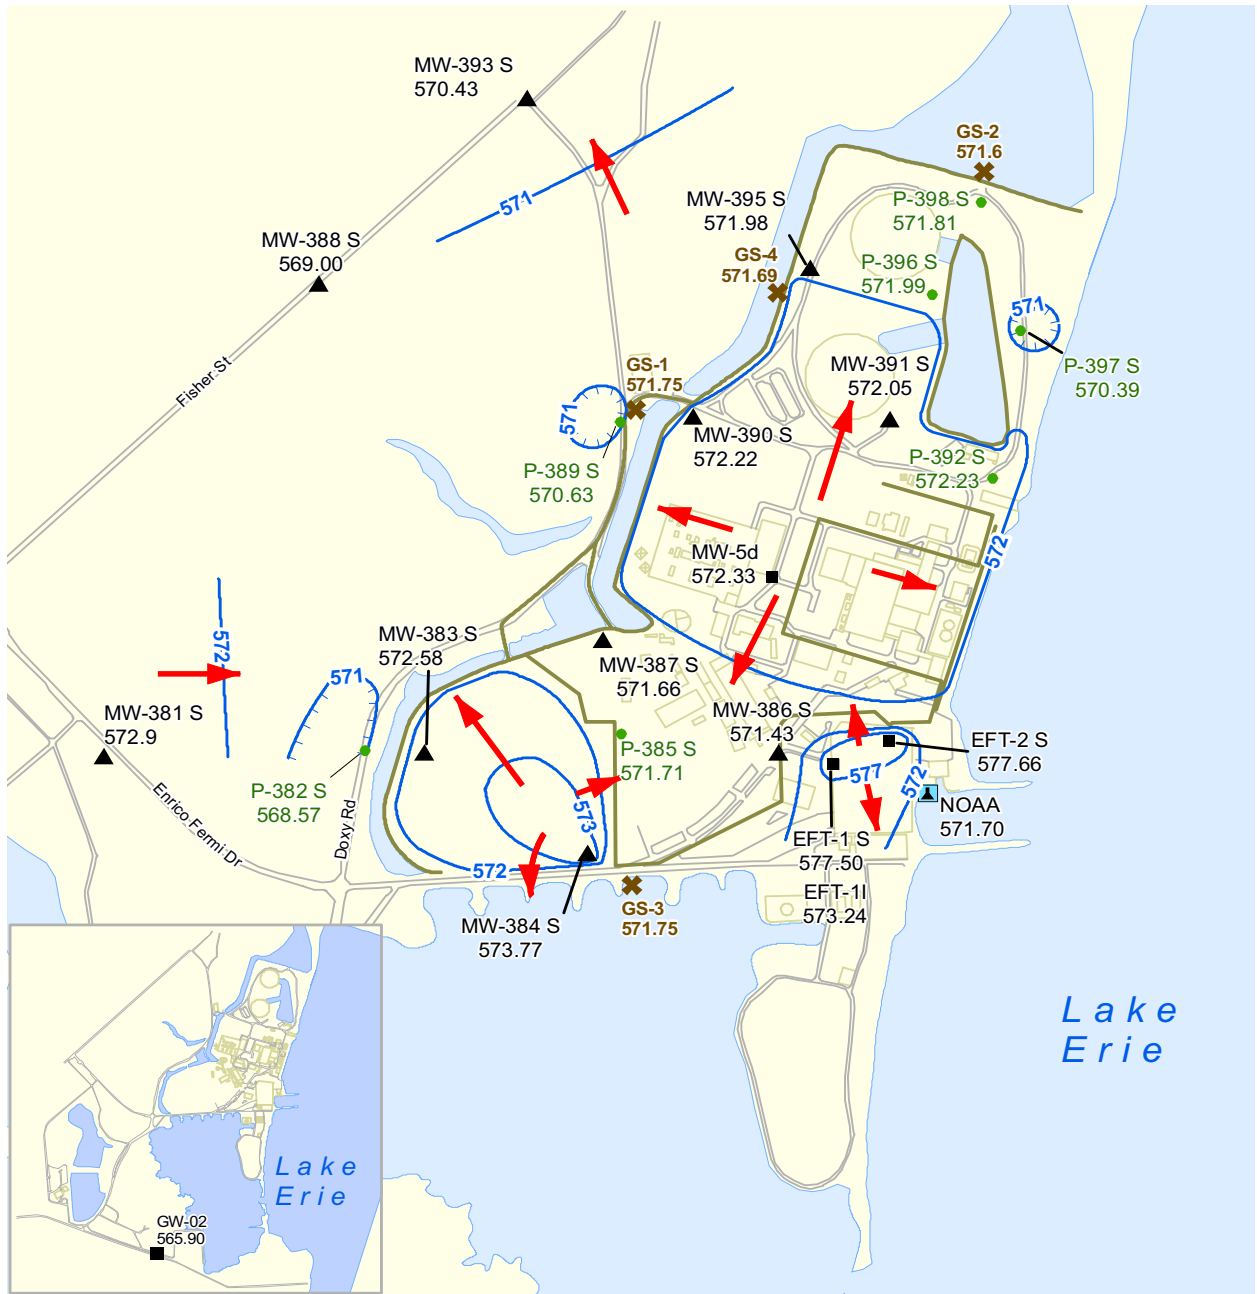 MW-393 S
570.43
GS-2
571.6
571
MW-395 S
571.98
P-398 S
571.81
MW-388 S
569.00
GS-4
571.69
P-396 S
571.99
571
Fisher St
GS-1
571.75
MW-391 S
572.05
P-397 S
570.39
571
MW-390 S
572.22
P-389 S
570.63
P-392 S
572.23
572
MW-5d
572.33
572
MW-383 S
572.58
MW-387 S
571.66
571
MW-381 S
572.9
MW-386 S
571.43
P-385 S
571.71
EFT-2 S
577.66
577
572
P-382 S
568.57
Enrico Fermi Dr
Doxy Rd
573
NOAA
571.70
EFT-1 S
577.50
572
EFT-1I
573.24
GS-3
571.75
MW-384 S
573.77
Lake
Erie
Lake
Erie
GW-02
565.90